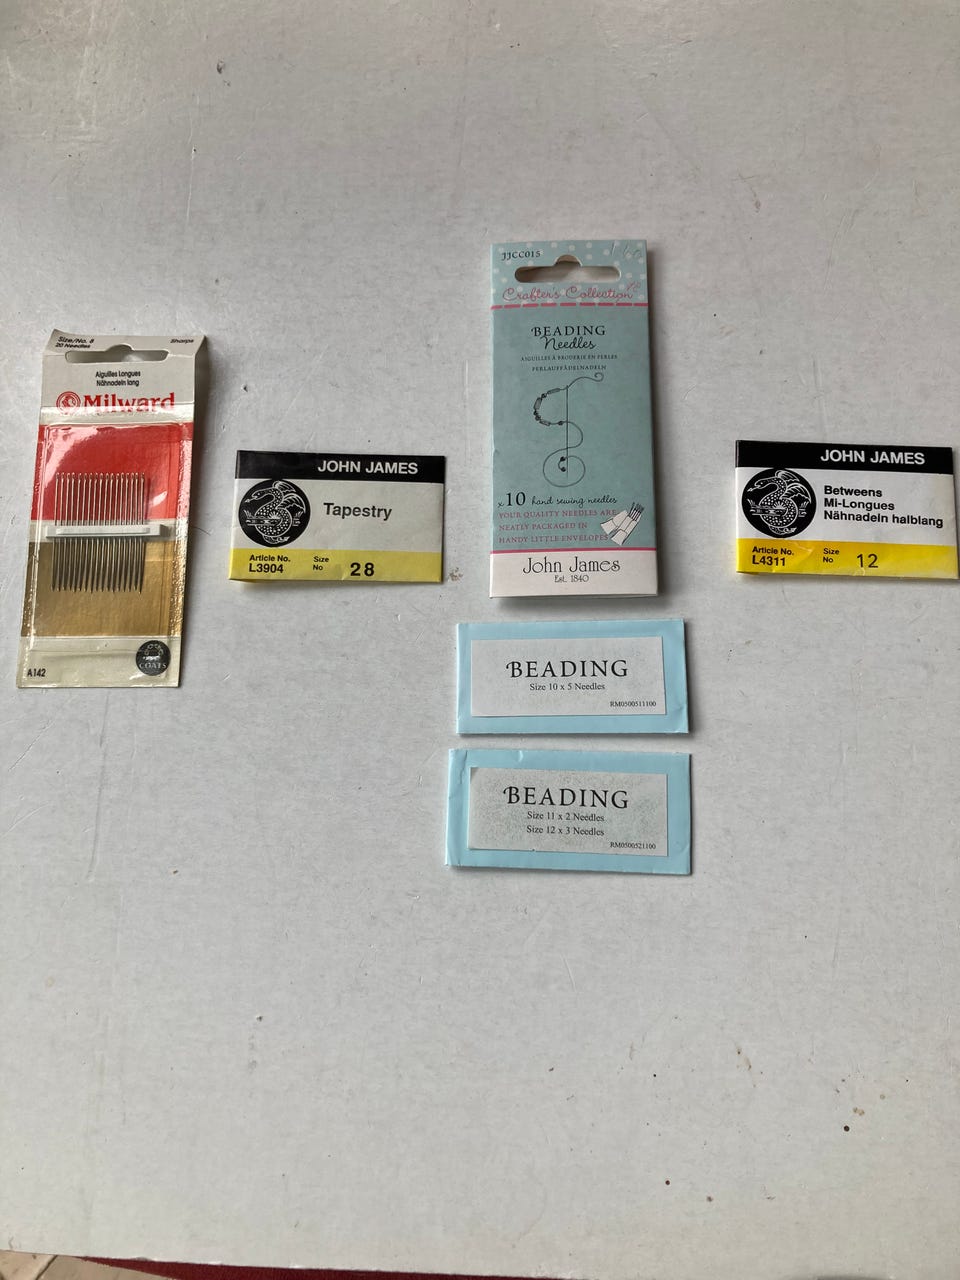 Size/No. 8
20 Needles
Sharps
Aiguilles Longues
Nähnadeln lang
Milward
COATS
A142
JOHN JAMES
Tapestry
Article No.
L3904
Size
No
28
JJCC015
Crafter's Collection
BEADING
Needles
AIGUILLES À BRODERIE EN PERLES
PERLAUFFÄDELNADELN
x10 hand sewing needles
YOUR QUALITY NEEDLES ARE
NEATLY PACKAGED IN
HANDY LITTLE ENVELOPES
John James
Est. 1840
BEADING
Size 10 x 5 Needles
RM0500511100
BEADING
Size 11 x 2 Needles
Size 12 x 3 Needles
RM0500521100
JOHN JAMES
Betweens
Mi-Longues
Nähnadeln halblang
Article No.
L4311
Size
No
12